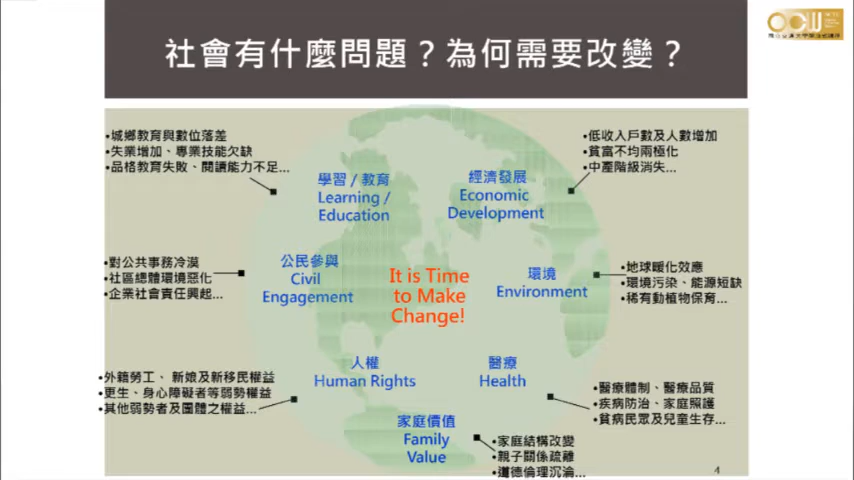 社會有什麼問題？為何需要改變？
OCW
•城鄉教育與數位落差
•失業增加、專業技能欠缺
•品格教育失敗、閱讀能力不足...
•低收入戶數及人數增加
•貧富不均兩極化
•中產階級消失...
學習 / 教育
Learning /
Education
經濟發展
Economic
Development
•對公共事務冷漠
•社區總體環境惡化
•企業社會責任興起...
公民參與
Civil
Engagement
It is Time
to Make
Change!
環境
Environment
•地球暖化效應
•環境污染、能源短缺
•稀有動植物保育...
•外籍勞工、 新娘及新移民權益
•更生、身心障礙者等弱勢權益
•其他弱勢者及團體之權益...
人權
Human Rights
醫療
Health
•醫療體制、醫療品質
•疾病防治、家庭照護
•貧病民眾及兒童生存...
家庭價值
Family
Value
•家庭結構改變
•親子關係疏離
•道德倫理沉淪...
4